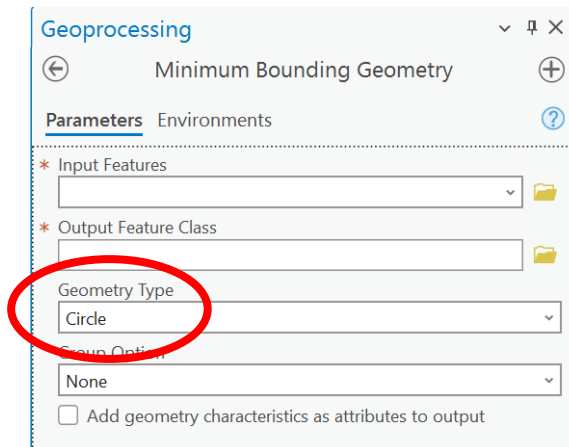 Geoprocessing
Minimum Bounding Geometry
Parameters Environments
* Input Features
* Output Feature Class
Geometry Type
Circle
Group Option
None
Add geometry characteristics as attributes to output